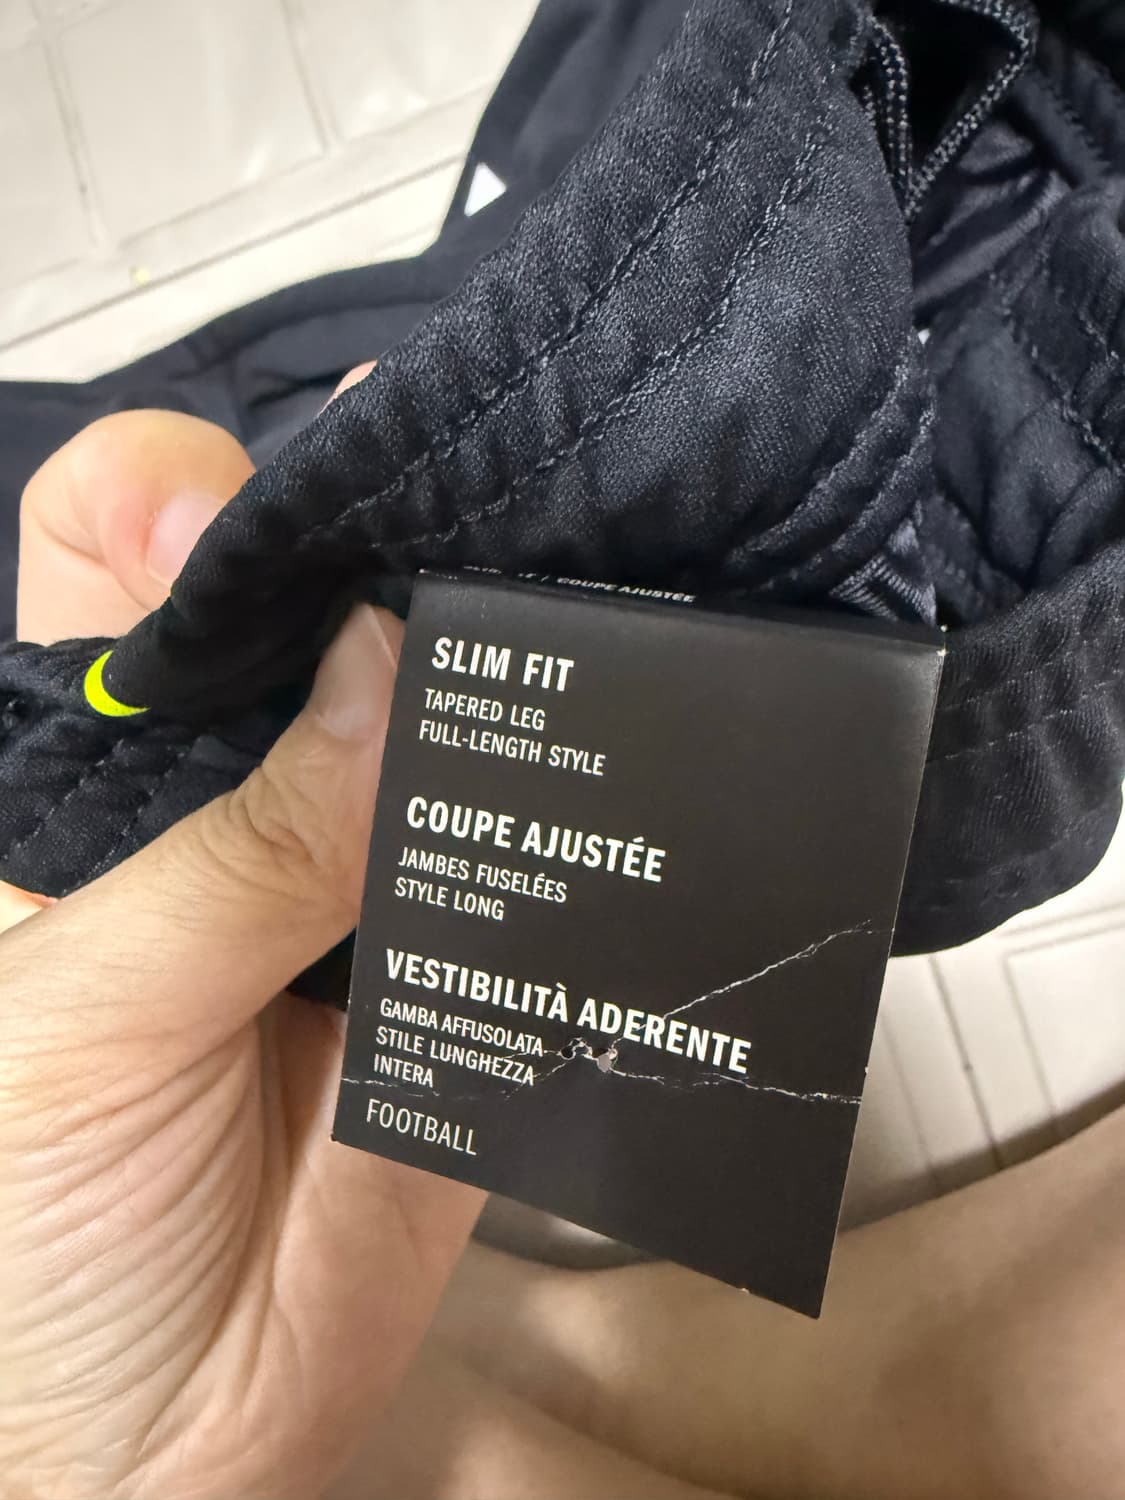 COUPE AJUSTÉE
SLIM FIT
TAPERED LEG
FULL-LENGTH STYLE
COUPE AJUSTÉE
JAMBES FUSELÉES
STYLE LONG
VESTIBILITÀ ADERENTE
GAMBA AFFUSOLATA
STILE LUNGHEZZA
INTERA
FOOTBALL